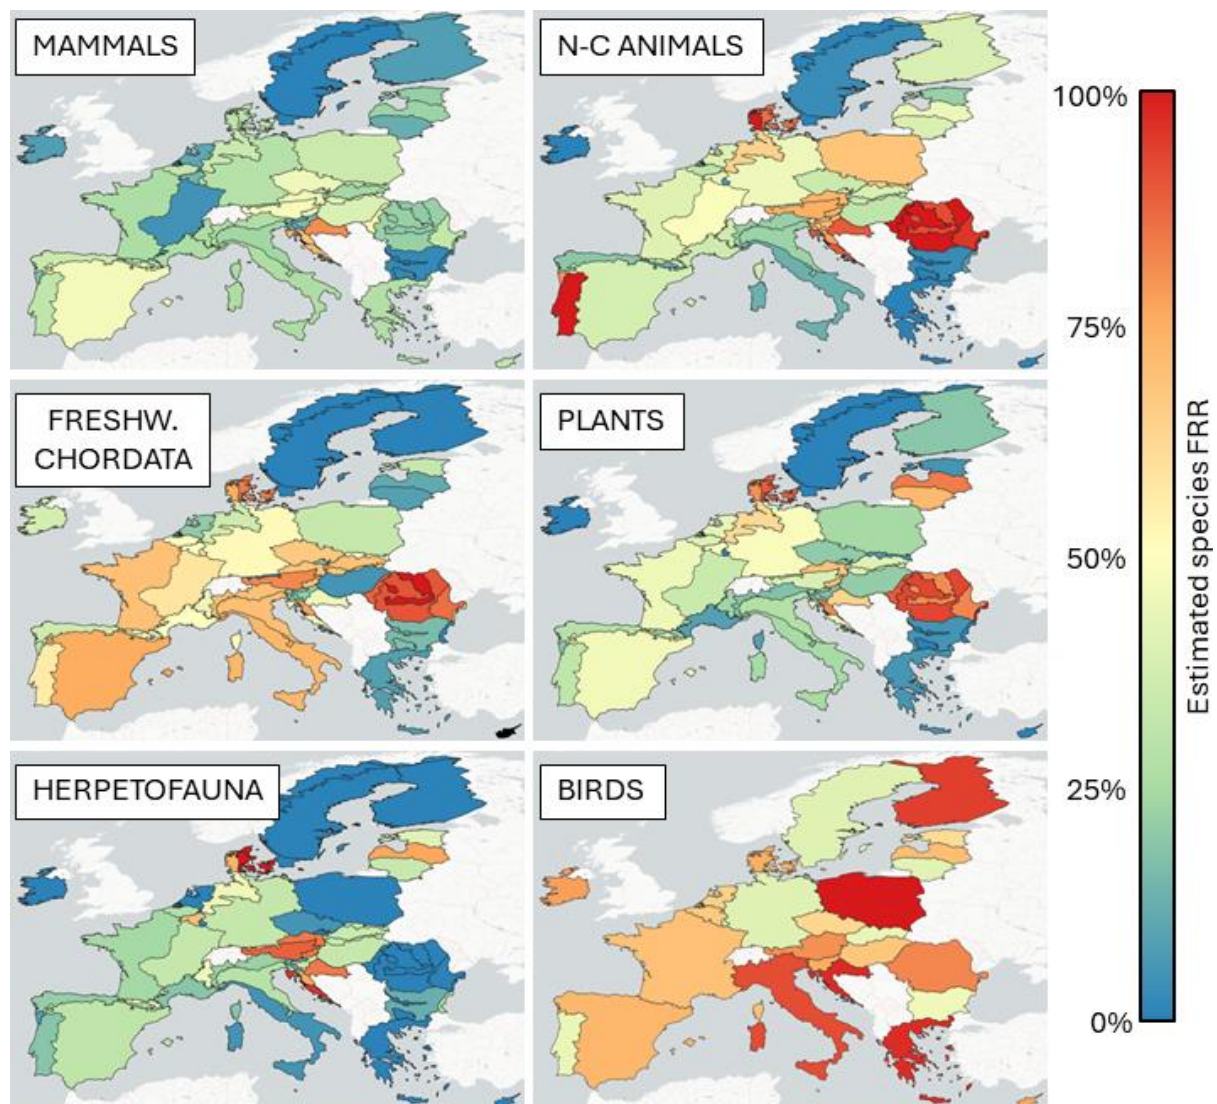 MAMMALS
N-C ANIMALS
FRESHW.
CHORDATA
PLANTS
HERPETOFAUNA
BIRDS
100%
75%
50%
25%
0%
Estimated species FRR